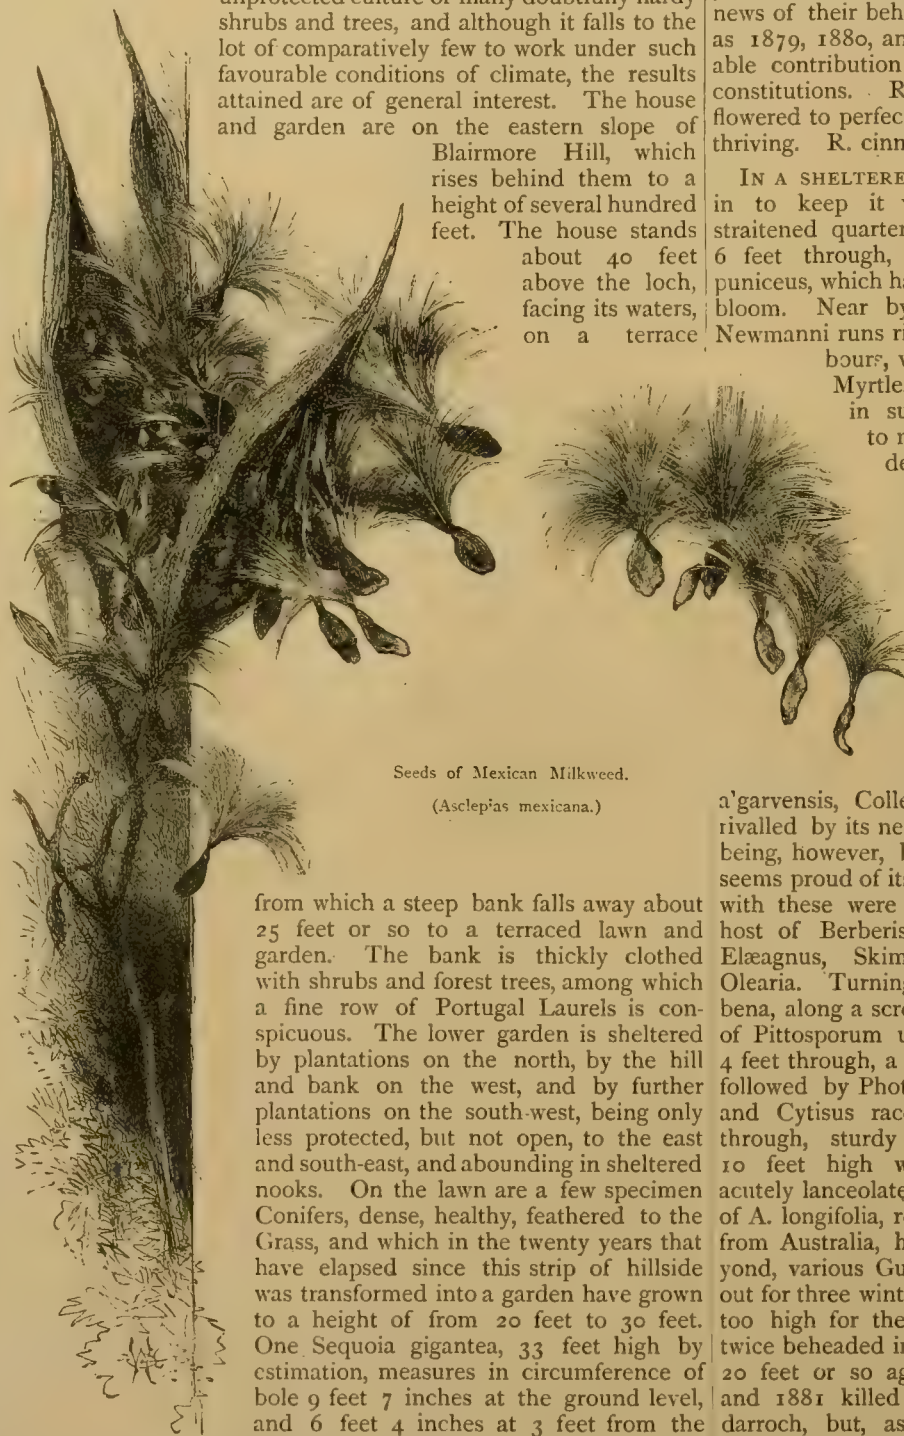 shrubs and trees, and although it falls to the
lot of comparatively few to work under such
favourable conditions of climate, the results
attained are of general interest. The house
and garden are on the eastern slope of
Blairmore Hill, which
rises behind them to a
height of several hundred
feet. The house stands
about 40 feet
above the loch,
facing its waters,
on a terrace
Seeds of Mexican Milkweed.
(Asclepias mexicana.)
from which a steep bank falls away about
25 feet or so to a terraced lawn and
garden. The bank is thickly clothed
with shrubs and forest trees, among which
a fine row of Portugal Laurels is con-
spicuous. The lower garden is sheltered
by plantations on the north, by the hill
and bank on the west, and by further
plantations on the south-west, being only
less protected, but not open, to the east
and south-east, and abounding in sheltered
nooks. On the lawn are a few specimen
Conifers, dense, healthy, feathered to the
Grass, and which in the twenty years that
have elapsed since this strip of hillside
was transformed into a garden have grown
to a height of from 20 feet to 30 feet.
One Sequoia gigantea, 33 feet high by
estimation, measures in circumference of
bole 9 feet 7 inches at the ground level,
and 6 feet 4 inches at 3 feet from the
news of their beh
as 1879, 1880, an
able contribution
constitutions. R
flowered to perfec
thriving. R. cinn
IN A SHELTERE
in to keep it
straitened quarter
6 feet through,
puniceus, which ha
bloom. Near by
Newmanni runs ri
bours,
Myrtle
in su
to
de
a'garvensis, Colle
rivalled by its ne
being, however,
seems proud of it
with these were
host of Berberis
Elæagnus, Skim
Olearia. Turning
bena, along a scre
of Pittosporum
4 feet through, a
followed by Phot
and Cytisus rac
through, sturdy
10 feet high
acutely lanceolate
of A. longifolia, r
from Australia, h
yond, various Gu
out for three wint
too high for the
twice beheaded in
20 feet or so ag
and 1881 killed
darroch, but, as